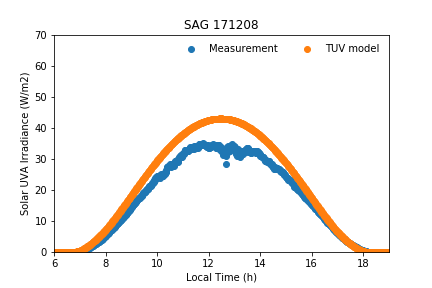 SAG 171208
Measurement
TUV model
Solar UVA Irradiance (W/m2)
70
60
50
40
30
20
10
0
6 8 10 12 14 16 18
Local Time (h)